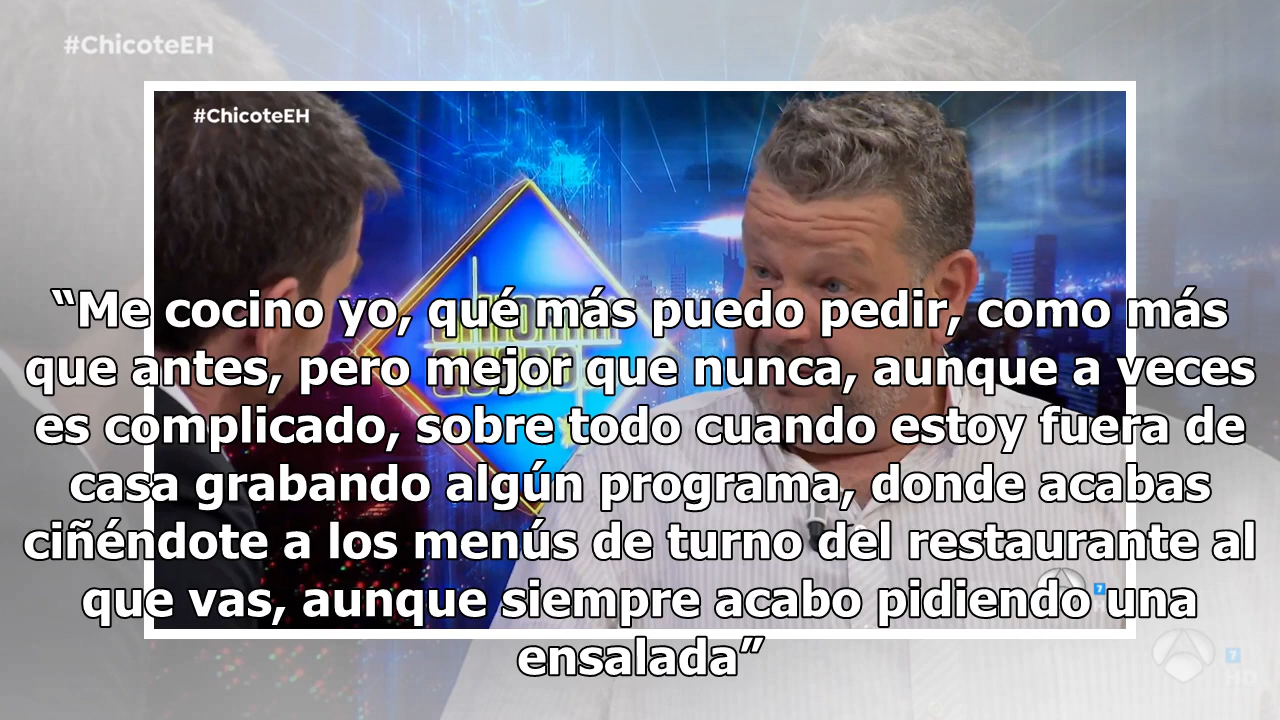 #ChicoteEH
#ChicoteEH
“Me cocino yo, qué más puedo pedir, como más
que antes, pero mejor que nunca, aunque a veces
es complicado, sobre todo cuando estoy fuera de
casa grabando algún programa, donde acabas
ciñéndote a los menús de turno del restaurante al
que vas, aunque siempre acabo pidiendo una
ensalada”
7
HD